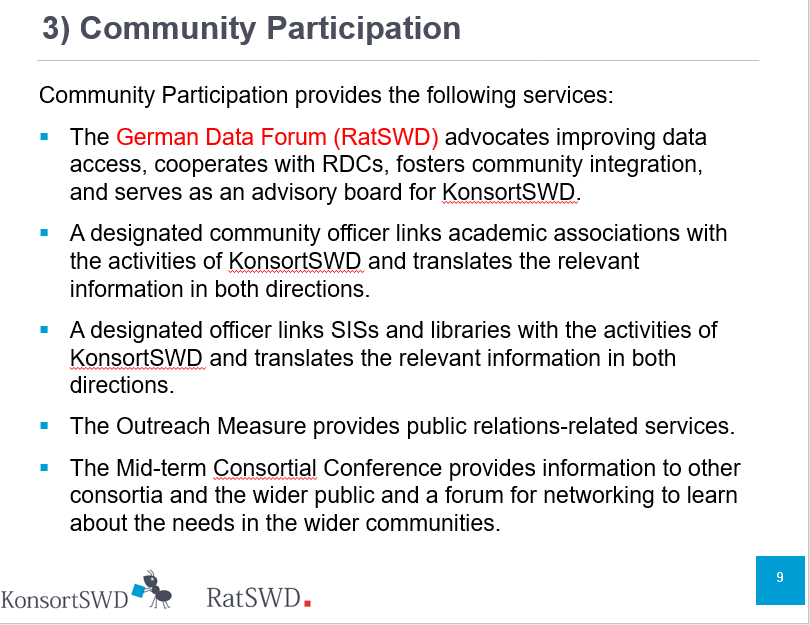 3) Community Participation
Community Participation provides the following services:
▪ The German Data Forum (RatSWD) advocates improving data
access, cooperates with RDCs, fosters community integration,
and serves as an advisory board for KonsortSWD.
▪ A designated community officer links academic associations with
the activities of KonsortSWD and translates the relevant
information in both directions.
▪ A designated officer links SISs and libraries with the activities of
KonsortSWD and translates the relevant information in both
directions.
▪ The Outreach Measure provides public relations-related services.
▪ The Mid-term Consortial Conference provides information to other
consortia and the wider public and a forum for networking to learn
about the needs in the wider communities.
9
KonsortSWD RatSWD.